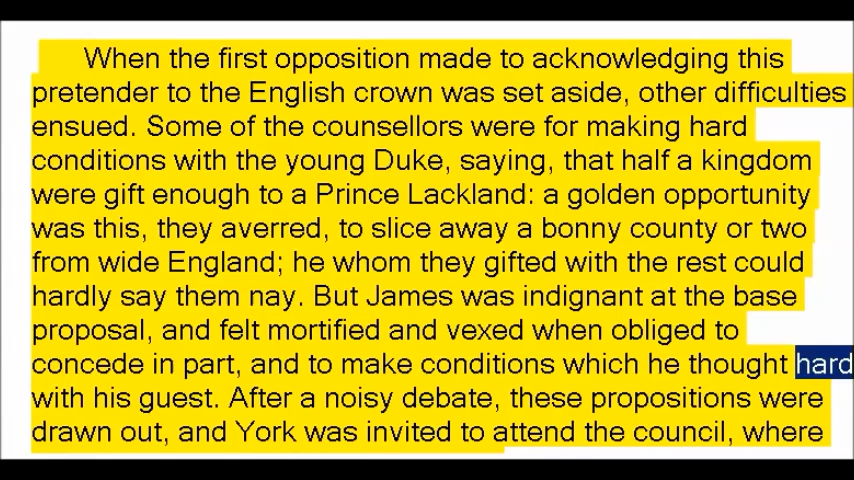 When the first opposition made to acknowledging this
pretender to the English crown was set aside, other difficulties
ensued. Some of the counsellors were for making hard
conditions with the young Duke, saying, that half a kingdom
were gift enough to a Prince Lackland: a golden opportunity
was this, they averred, to slice away a bonny county or two
from wide England; he whom they gifted with the rest could
hardly say them nay. But James was indignant at the base
proposal, and felt mortified and vexed when obliged to
concede in part, and to make conditions which he thought hard
with his guest. After a noisy debate, these propositions were
drawn out, and York was invited to attend the council, where